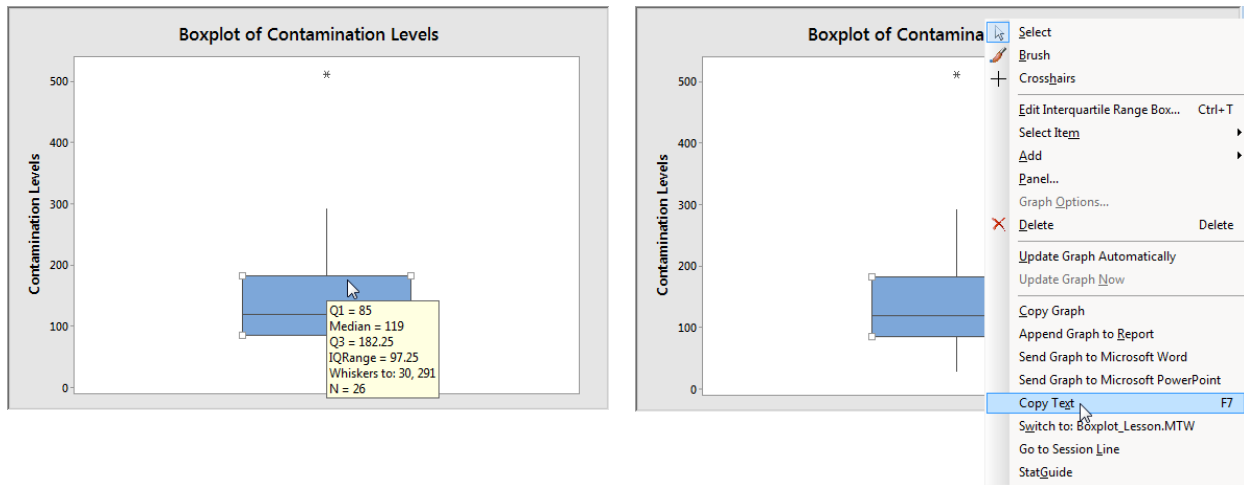 Boxplot of Contamination Levels
Contamination Levels
500
400
300
200
100
0
Q1 = 85
Median = 119
Q3 = 182.25
IQRange = 97.25
Whiskers to: 30, 291
N = 26
Boxplot of Contamina
Contamination Levels
500
400
300
200
100
0
Select
Brush
Crosshairs
Edit Interquartile Range Box... Ctrl+T
Select Item
Add
Panel...
Graph Options...
Delete Delete
Update Graph Automatically
Update Graph Now
Copy Graph
Append Graph to Report
Send Graph to Microsoft Word
Send Graph to Microsoft PowerPoint
Copy Text F7
Switch to: Boxplot_Lesson.MTW
Go to Session Line
StatGuide